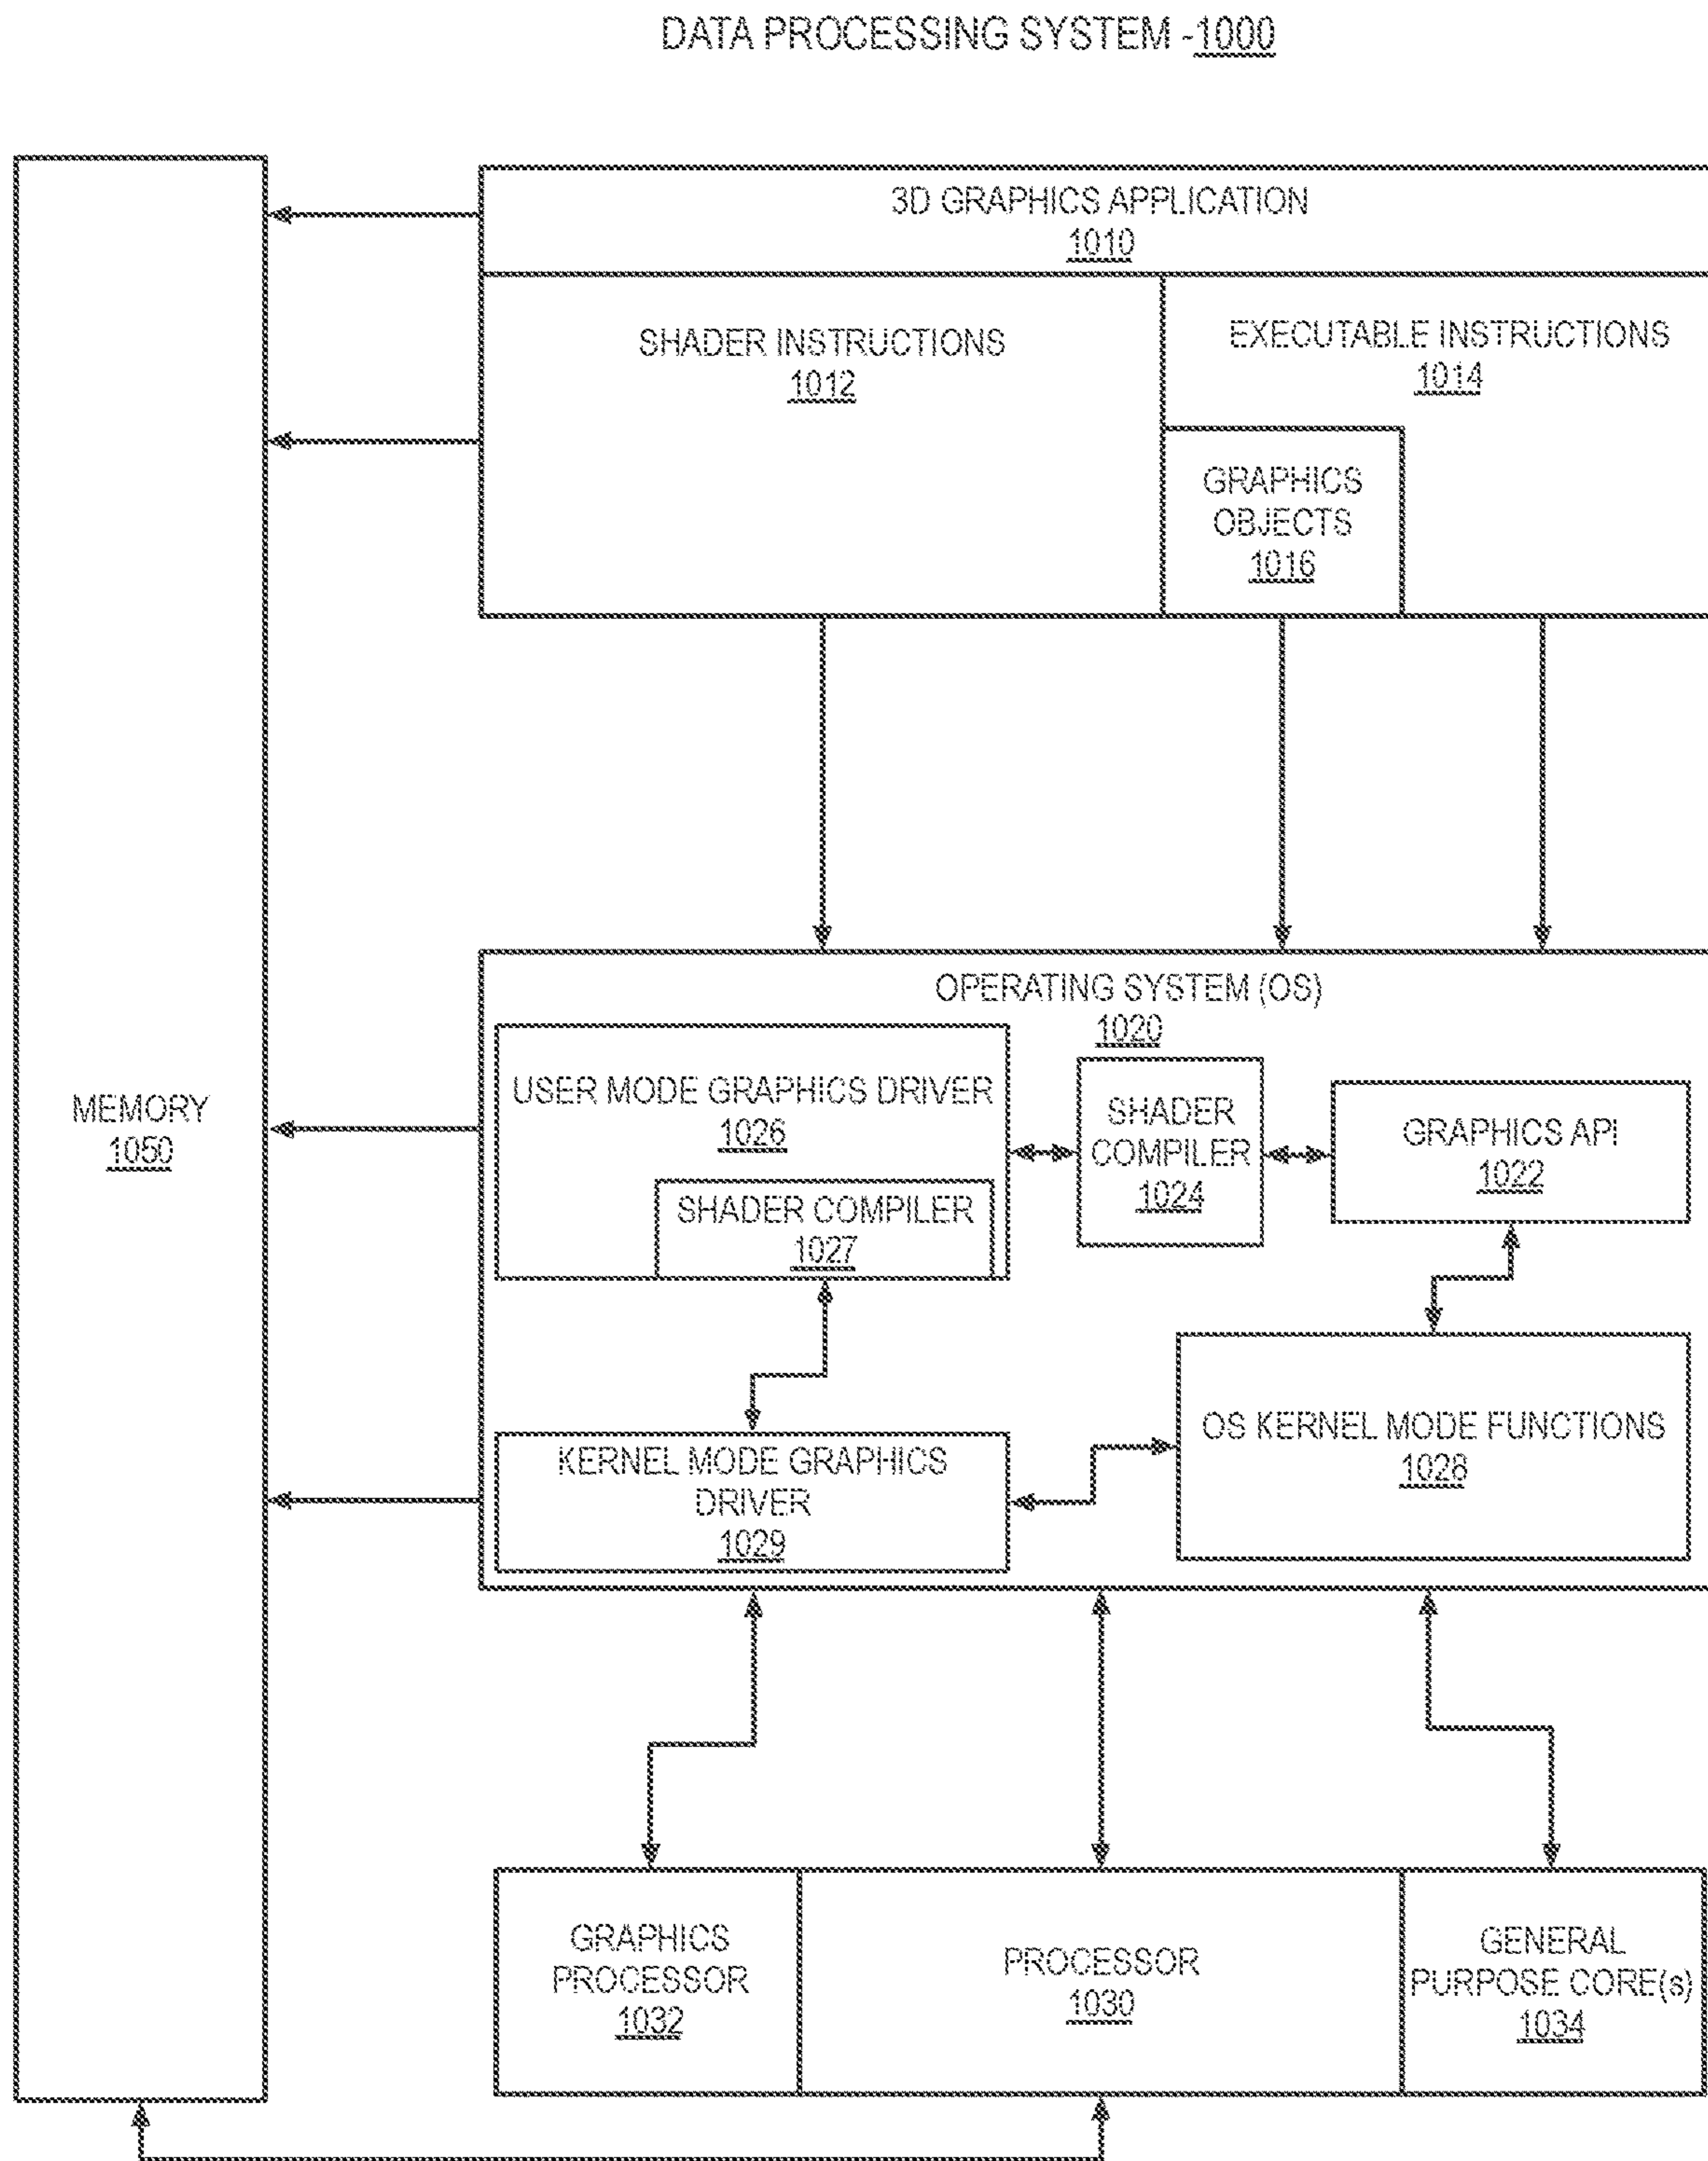 DATA PROCESSING SYSTEM -1000
3D GRAPHICS APPLICATION
1010
SHADER INSTRUCTIONS
1012
EXECUTABLE INSTRUCTIONS
1014
GRAPHICS
OBJECTS
1016
MEMORY
1050
OPERATING SYSTEM (OS)
1020
USER MODE GRAPHICS DRIVER
1026
SHADER COMPILER
1027
SHADER
COMPILER
1024
GRAPHICS API
1022
KERNEL MODE GRAPHICS
DRIVER
1029
OS KERNEL MODE FUNCTIONS
1028
GRAPHICS
PROCESSOR
1032
PROCESSOR
1030
GENERAL
PURPOSE CORE(s)
1034